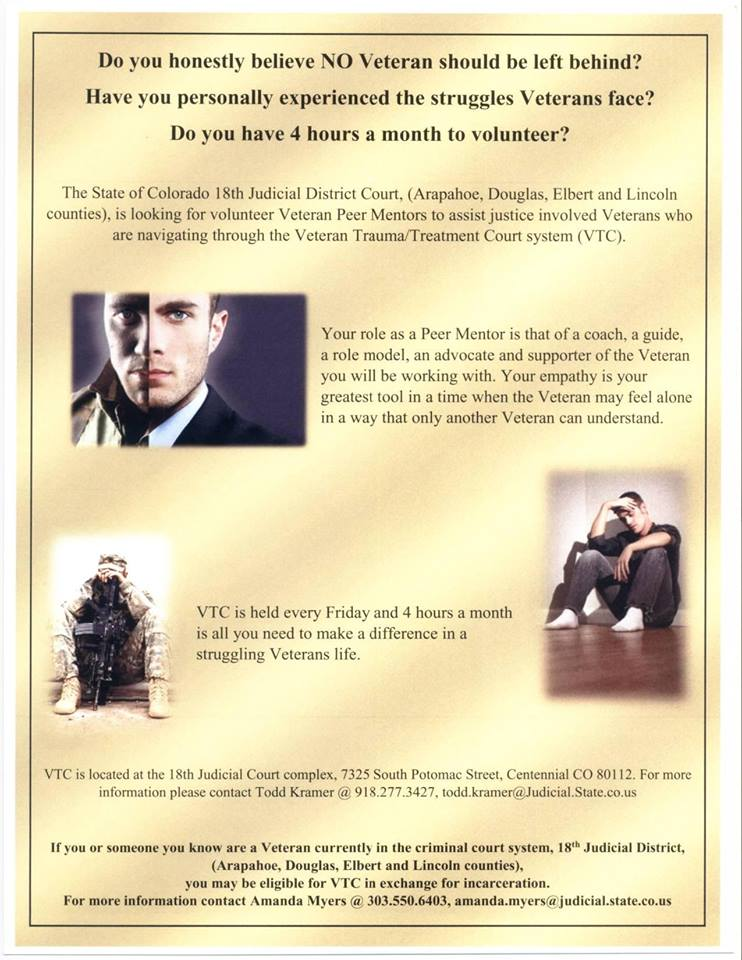 Do you honestly believe NO Veteran should be left behind?
Have you personally experienced the struggles Veterans face?
Do you have 4 hours a month to volunteer?
The State of Colorado 18th Judicial District Court, (Arapahoe, Douglas, Elbert and Lincoln
counties), is looking for volunteer Veteran Peer Mentors to assist justice involved Veterans who
are navigating through the Veteran Trauma/Treatment Court system (VTC).
Your role as a Peer Mentor is that of a coach, a guide,
a role model, an advocate and supporter of the Veteran
you will be working with. Your empathy is your
greatest tool in a time when the Veteran may feel alone
in a way that only another Veteran can understand.
VTC is held every Friday and 4 hours a month
is all you need to make a difference in a
struggling Veterans life.
VTC is located at the 18th Judicial Court complex, 7325 South Potomac Street, Centennial CO 80112. For more
information please contact Todd Kramer @ 918.277.3427, todd.kramer@Judicial.State.co.us
If you or someone you know are a Veteran currently in the criminal court system, 18th Judicial District,
(Arapahoe, Douglas, Elbert and Lincoln counties),
you may be eligible for VTC in exchange for incarceration.
For more information contact Amanda Myers @ 303.550.6403, amanda.myers@judicial.state.co.us